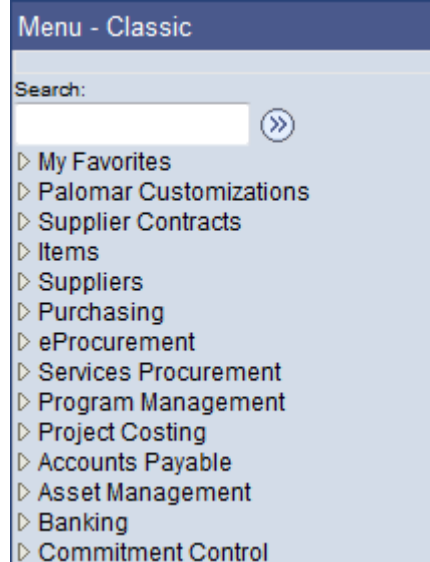 Menu - Classic
Search:
My Favorites
Palomar Customizations
Supplier Contracts
Items
Suppliers
Purchasing
eProcurement
Services Procurement
Program Management
Project Costing
Accounts Payable
Asset Management
Banking
Commitment Control